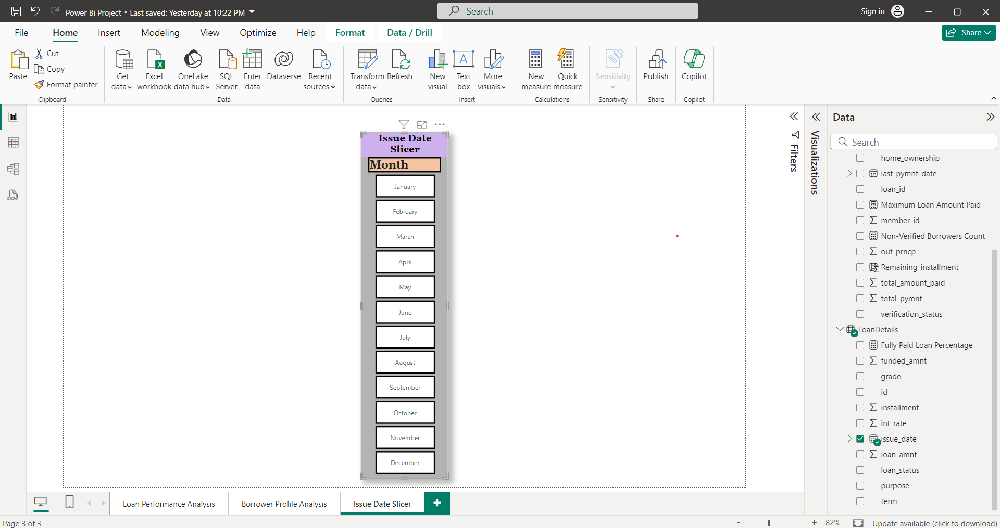 Power Bi Project • Last saved: Yesterday at 10:22 PM
Search
Sign in
File
Home
Insert
Modeling
View
Optimize
Help
Format
Data / Drill
Share
Paste
Cut
Copy
Format painter
Clipboard
Get data
Excel workbook
OneLake data hub
SQL Server
Enter data
Dataverse
Recent sources
Data
Transform data
Refresh
Queries
New visual
Text box
More visuals
Insert
New measure
Quick measure
Calculations
Sensitivity
Sensitivity
Publish
Share
Copilot
Copilot
DAX
Issue Date
Slicer
Month
January
February
March
April
May
June
July
August
September
October
November
December
Filters
Visualizations
Data
Search
home_ownership
last_pymnt_date
loan_id
Maximum Loan Amount Paid
member_id
Non-Verified Borrowers Count
out_prncp
Remaining_installment
total_amount_paid
total_pymnt
verification_status
LoanDetails
Fully Paid Loan Percentage
funded_amnt
grade
id
installment
int_rate
issue_date
loan_amnt
loan_status
purpose
term
Loan Performance Analysis
Borrower Profile Analysis
Issue Date Slicer
Page 3 of 3
- + 82%
Update available (click to download)